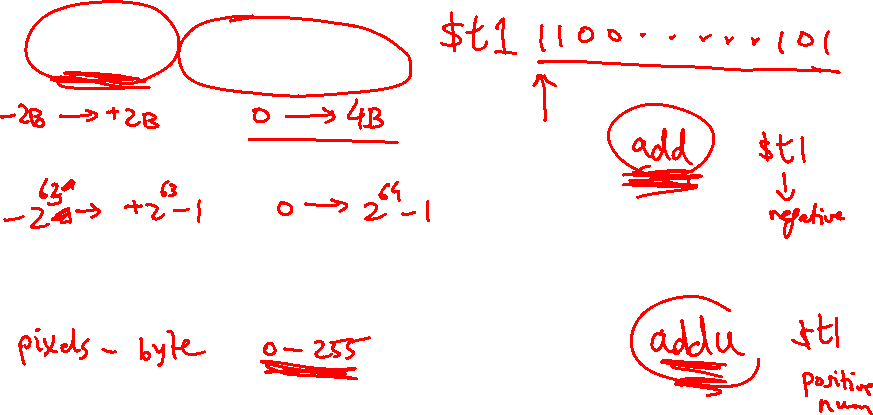 $t1 1100.......101
-2B → +2B 0 → 4B
add $t1
negative
-2^63 → +2^63-1 0 → 2^64-1
pixels - byte 0-255
addu $t1
positive
num